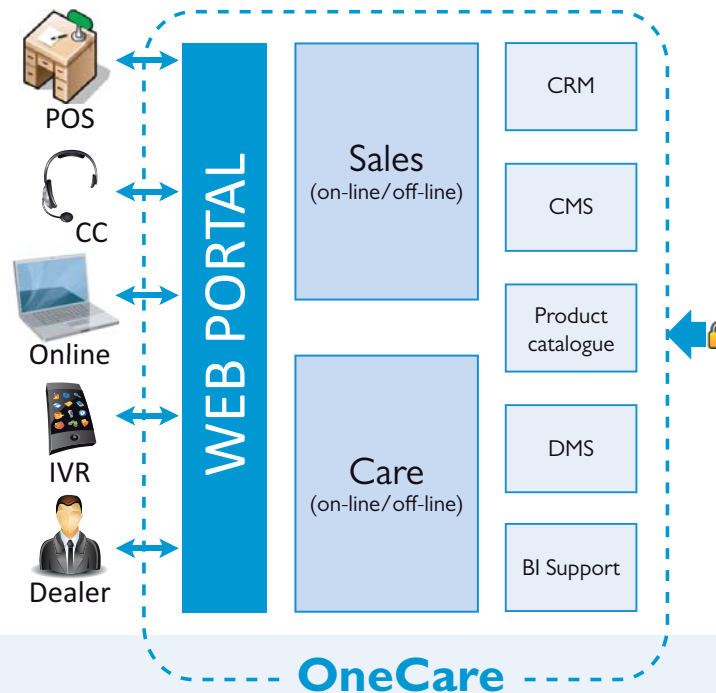 POS
CC
Online
IVR
Dealer
WEB PORTAL
Sales
(on-line/off-line)
Care
(on-line/off-line)
CRM
CMS
Product
catalogue
DMS
BI Support
OneCare